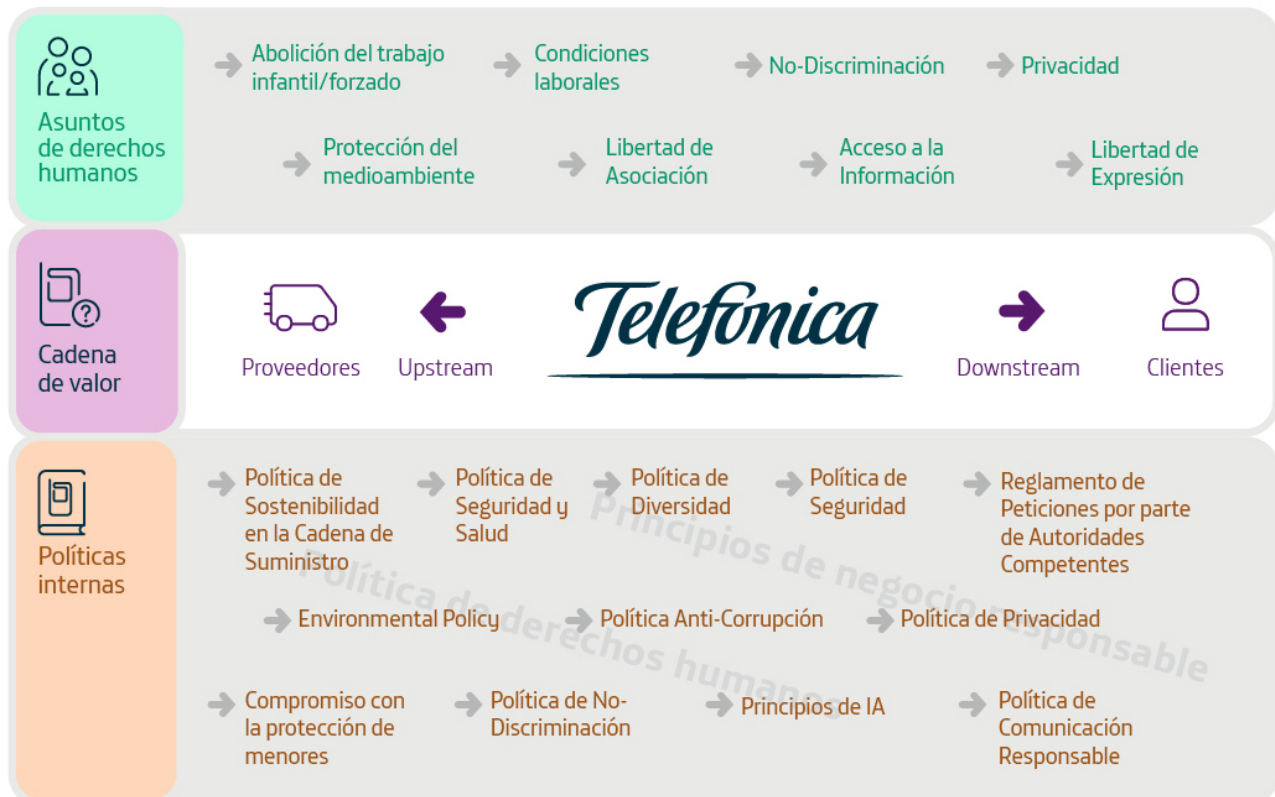 Asuntos
de derechos
humanos
Abolición del trabajo
infantil/forzado
Condiciones
laborales
No-Discriminación
Privacidad
Protección del
medioambiente
Libertad de
Asociación
Acceso a la
Información
Libertad de
Expresión
Cadena
de valor
Proveedores
Upstream
Telefónica
Downstream
Clientes
Políticas
internas
Política de
Sostenibilidad
en la Cadena de
Suministro
Política de
Seguridad y
Salud
Política de
Diversidad
Política de
Seguridad
Reglamento de
Peticiones por parte
de Autoridades
Competentes
Environmental Policy
Política Anti-Corrupción
Política de Privacidad
Compromiso con
la protección de
menores
Política de No-
Discriminación
Principios de IA
Política de
Comunicación
Responsable
Principios de negocio responsable
Política de derechos humanos